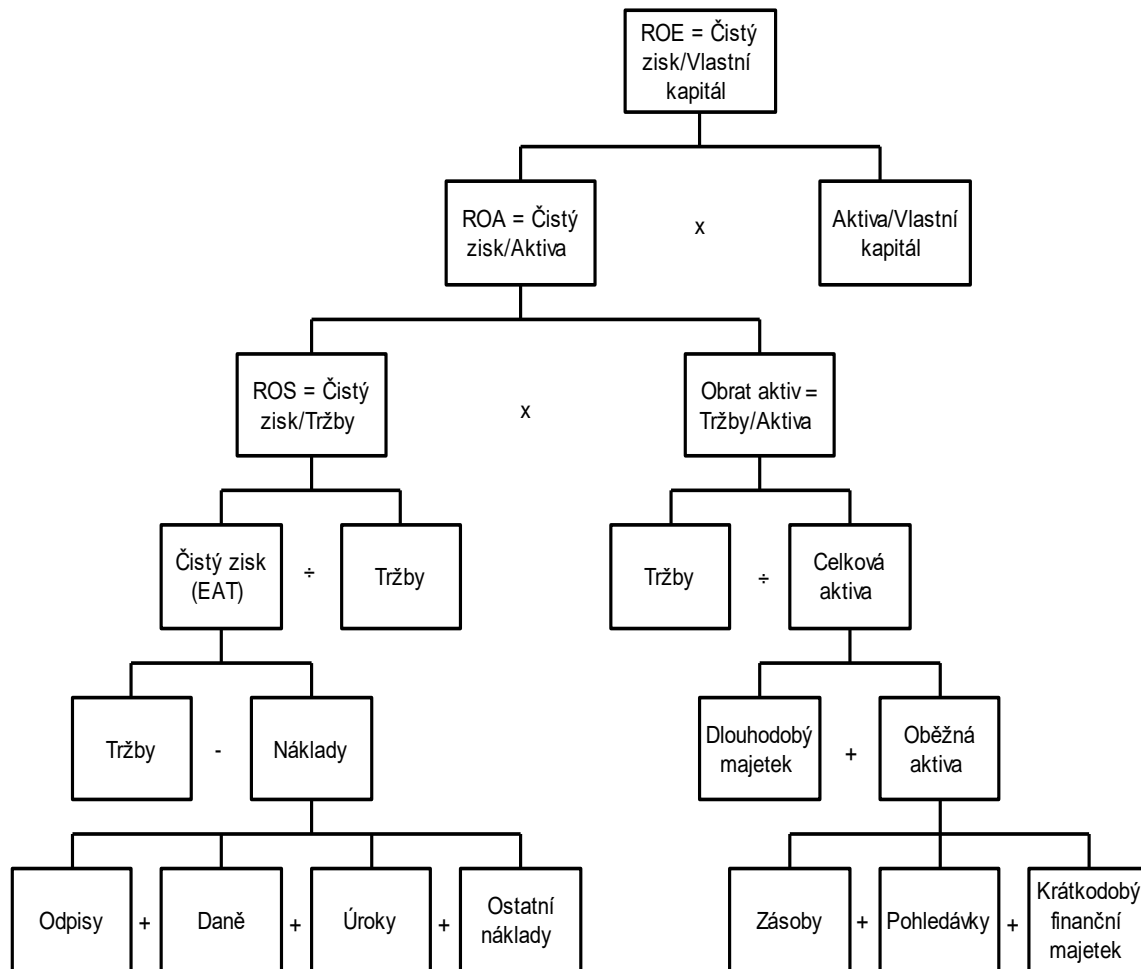 ROE = Čistý
zisk/Vlastní
kapitál
ROA = Čistý
zisk/Aktiva
x
Aktiva/Vlastní
kapitál
ROS = Čistý
zisk/Tržby
x
Obrat aktiv =
Tržby/Aktiva
Čistý zisk
(EAT)
÷
Tržby
Tržby
÷
Celková
aktiva
Tržby
-
Náklady
Dlouhodobý
majetek
+
Oběžná
aktiva
Odpisy
+
Daně
+
Úroky
+
Ostatní
náklady
Zásoby
+
Pohledávky
+
Krátkodobý
finanční
majetek